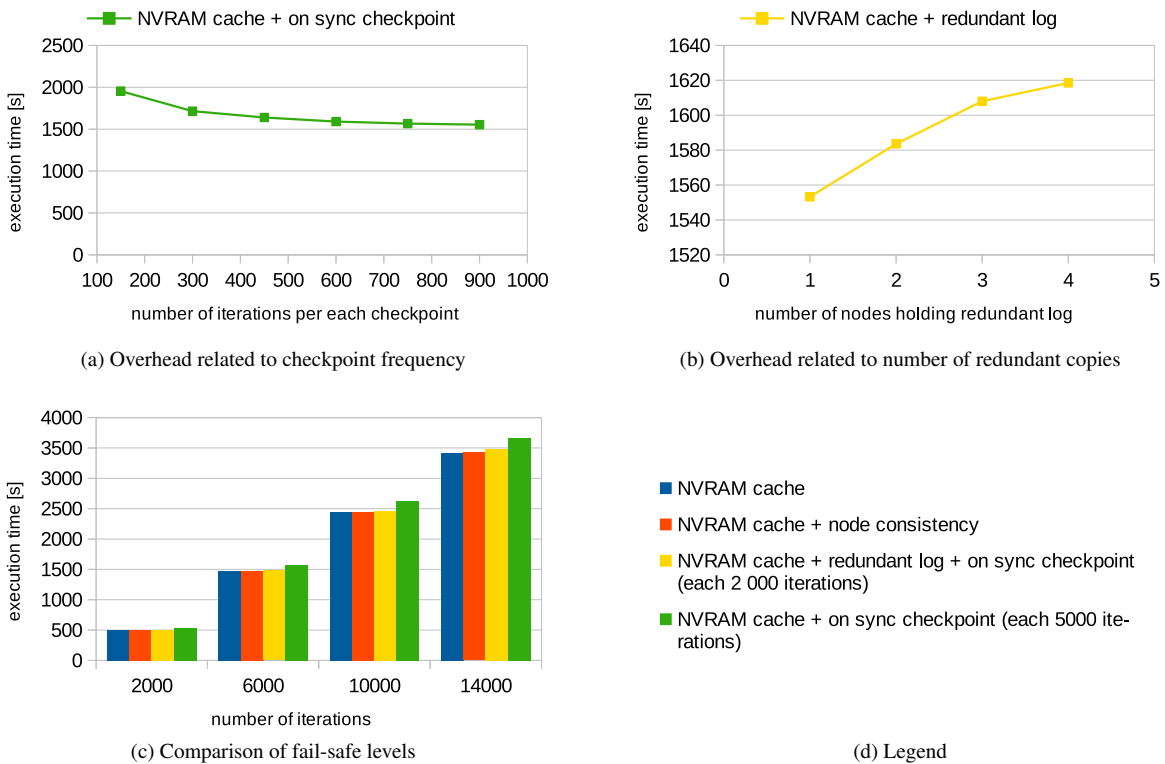 NVRAM cache + on sync checkpoint
2500
2000
1500
1000
500
0
execution time [s]
100 200 300 400 500 600 700 800 900 1000
number of iterations per each checkpoint
(a) Overhead related to checkpoint frequency
NVRAM cache + redundant log
1640
1620
1600
1580
1560
1540
1520
execution time [s]
0 1 2 3 4 5
number of nodes holding redundant log
(b) Overhead related to number of redundant copies
4000
3500
3000
2500
2000
1500
1000
500
0
execution time [s]
2000 6000 10000 14000
number of iterations
(c) Comparison of fail-safe levels
NVRAM cache
NVRAM cache + node consistency
NVRAM cache + redundant log + on sync checkpoint
(each 2 000 iterations)
NVRAM cache + on sync checkpoint (each 5000 ite-
rations)
(d) Legend